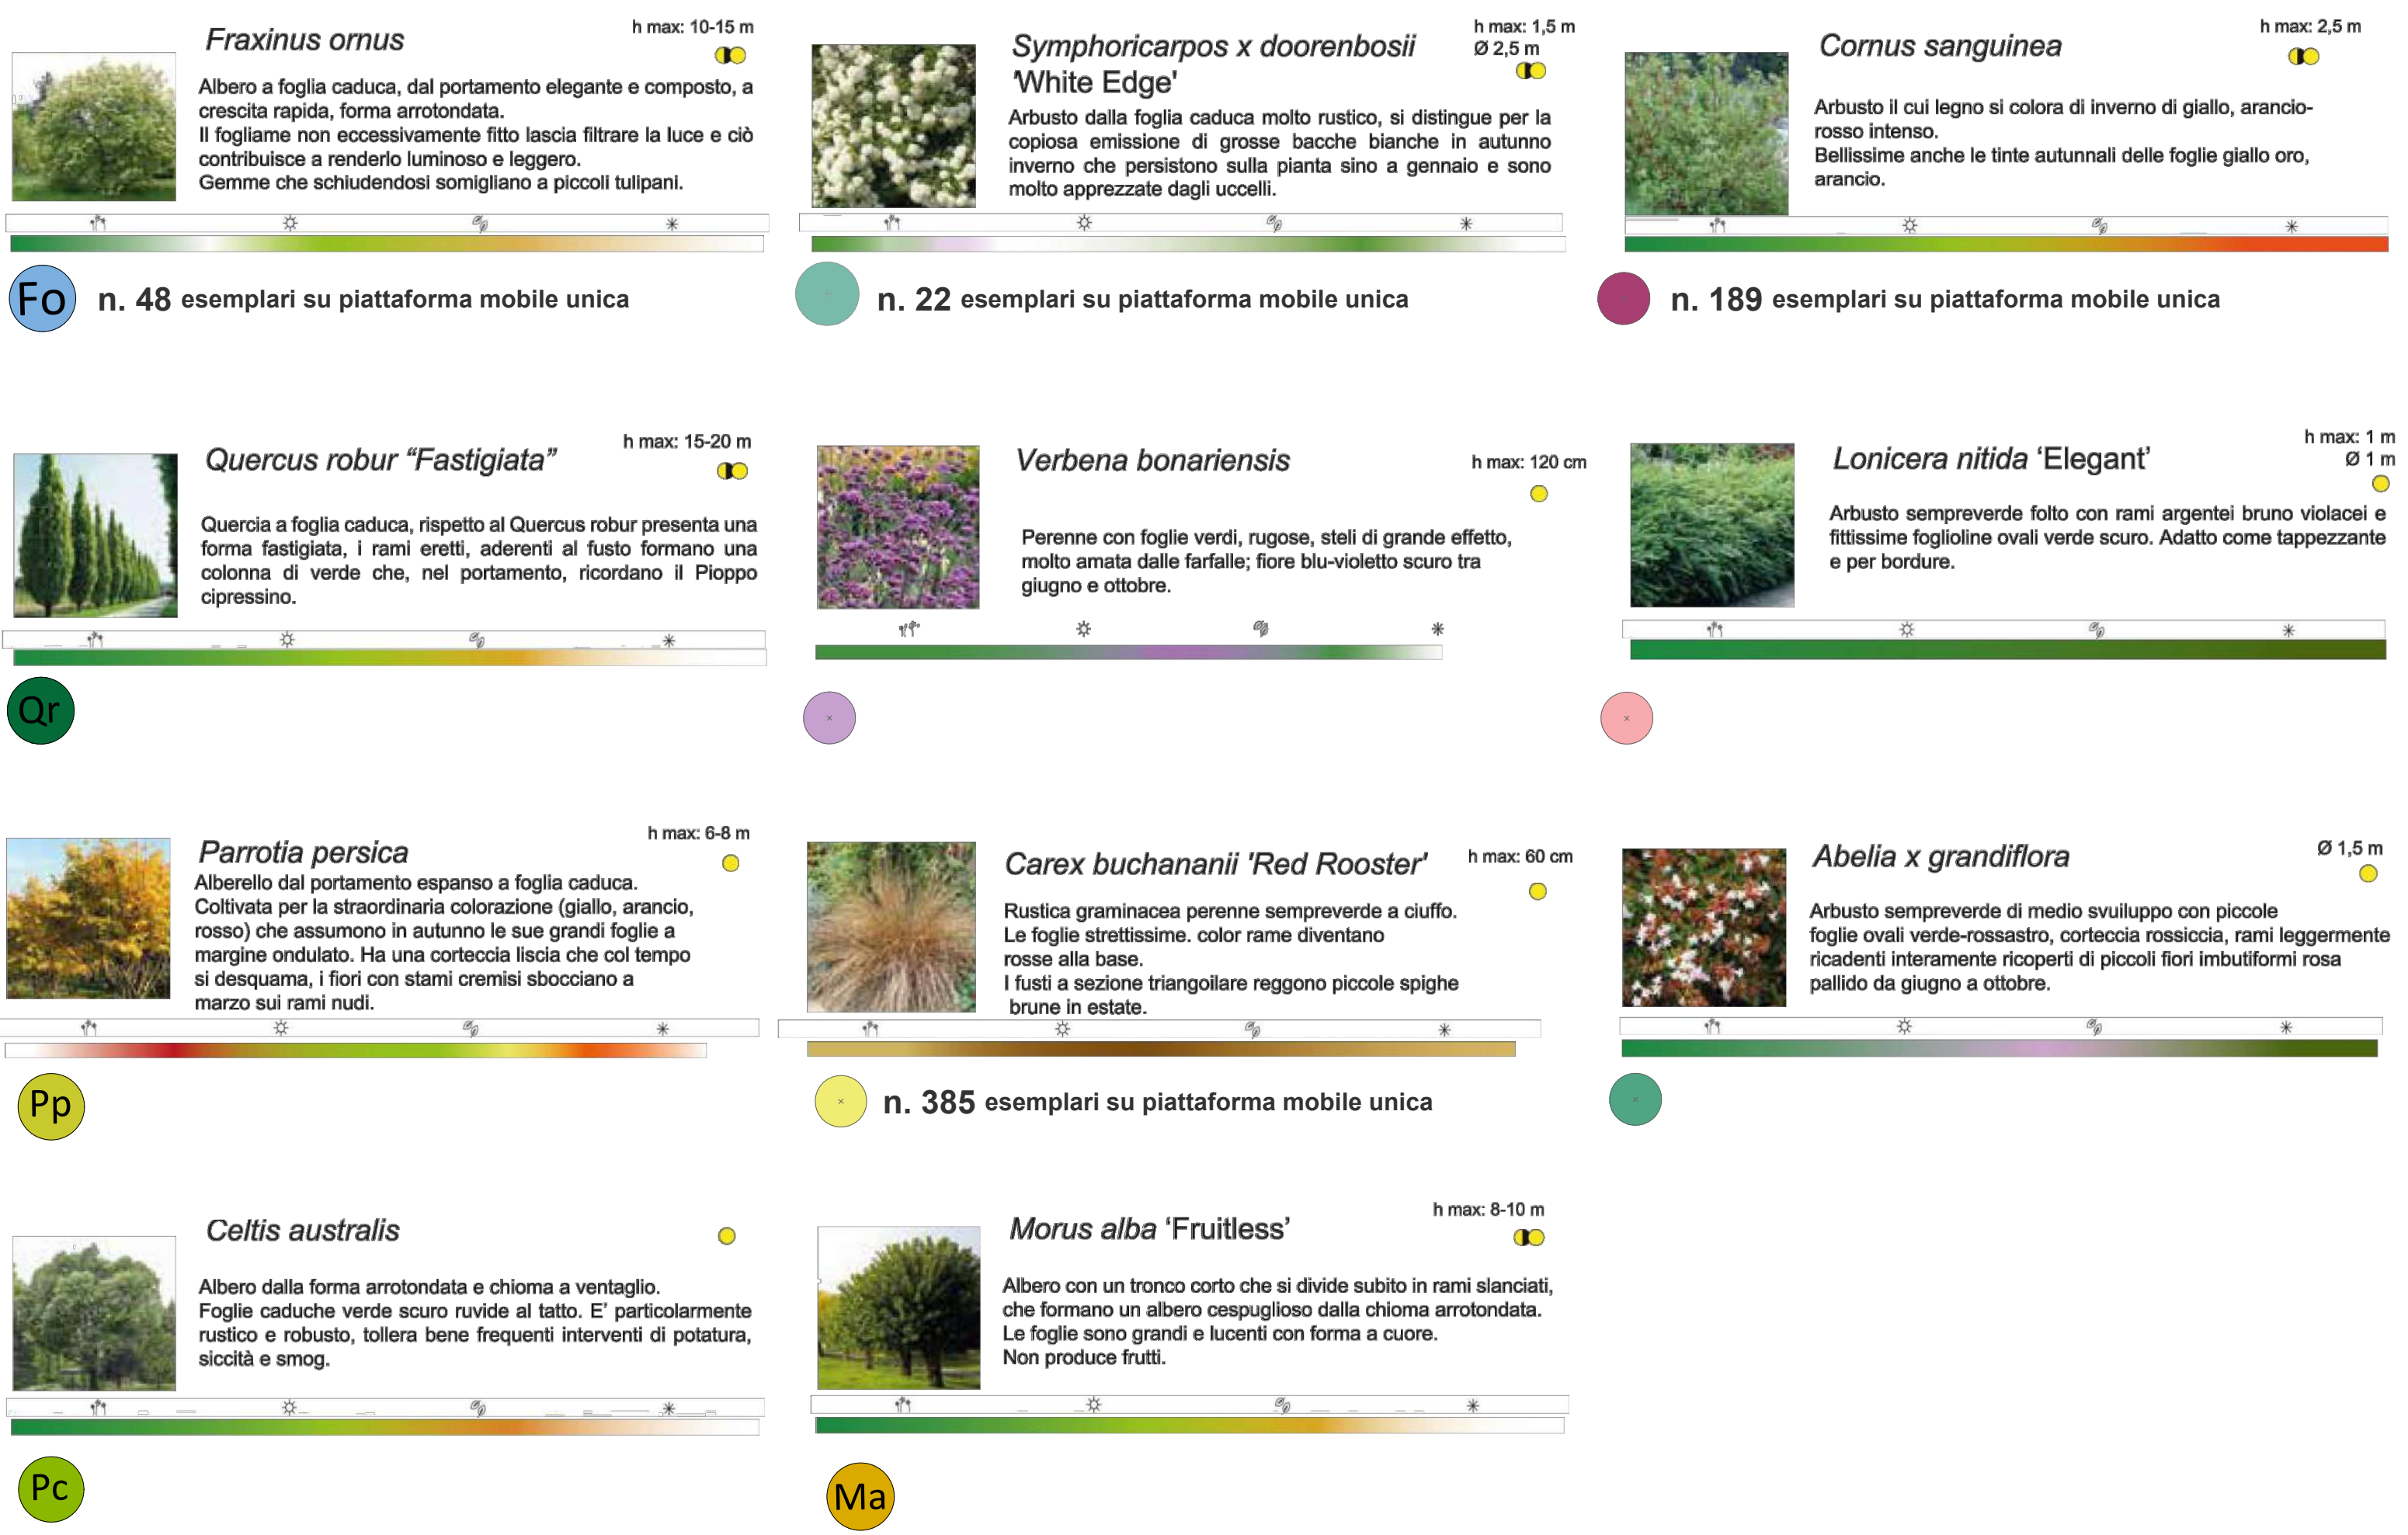 Fraxinus ornus
h max: 10-15 m
Albero a foglia caduca, dal portamento elegante e composto, a
crescita rapida, forma arrotondata.
Il fogliame non eccessivamente fitto lascia filtrare la luce e ciò
contribuisce a renderlo luminoso e leggero.
Gemme che schiudendosi somigliano a piccoli tulipani.
Fo
n. 48 esemplari su piattaforma mobile unica
Symphoricarpos x doorenbosii
'White Edge'
h max: 1,5 m
Ø 2,5 m
Arbusto dalla foglia caduca molto rustico, si distingue per la
copiosa emissione di grosse bacche bianche in autunno
inverno che persistono sulla pianta sino a gennaio e sono
molto apprezzate dagli uccelli.
n. 22 esemplari su piattaforma mobile unica
Cornus sanguinea
h max: 2,5 m
Arbusto il cui legno si colora di inverno di giallo, arancio-
rosso intenso.
Bellissime anche le tinte autunnali delle foglie giallo oro,
arancio.
n. 189 esemplari su piattaforma mobile unica
Quercus robur “Fastigiata”
h max: 15-20 m
Quercia a foglia caduca, rispetto al Quercus robur presenta una
forma fastigiata, i rami eretti, aderenti al fusto formano una
colonna di verde che, nel portamento, ricordano il Pioppo
cipressino.
Qr
Verbena bonariensis
h max: 120 cm
Perenne con foglie verdi, rugose, steli di grande effetto,
molto amata dalle farfalle; fiore blu-violetto scuro tra
giugno e ottobre.
Lonicera nitida ‘Elegant’
h max: 1 m
Ø 1 m
Arbusto sempreverde folto con rami argentei bruno violacei e
fittissime foglioline ovali verde scuro. Adatto come tappezzante
e per bordure.
Parrotia persica
h max: 6-8 m
Alberello dal portamento espanso a foglia caduca.
Coltivata per la straordinaria colorazione (giallo, arancio,
rosso) che assumono in autunno le sue grandi foglie a
margine ondulato. Ha una corteccia liscia che col tempo
si desquama, i fiori con stami cremisi sbocciano a
marzo sui rami nudi.
Pp
Carex buchananii 'Red Rooster'
h max: 60 cm
Rustica graminacea perenne sempreverde a ciuffo.
Le foglie strettissime. color rame diventano
rosse alla base.
I fusti a sezione triangoilare reggono piccole spighe
brune in estate.
n. 385 esemplari su piattaforma mobile unica
Abelia x grandiflora
Ø 1,5 m
Arbusto sempreverde di medio svuiluppo con piccole
foglie ovali verde-rossastro, corteccia rossiccia, rami leggermente
ricadenti interamente ricoperti di piccoli fiori imbutiformi rosa
pallido da giugno a ottobre.
Celtis australis
Albero dalla forma arrotondata e chioma a ventaglio.
Foglie caduche verde scuro ruvide al tatto. E’ particolarmente
rustico e robusto, tollera bene frequenti interventi di potatura,
siccità e smog.
Pc
Morus alba ‘Fruitless’
h max: 8-10 m
Albero con un tronco corto che si divide subito in rami slanciati,
che formano un albero cespuglioso dalla chioma arrotondata.
Le foglie sono grandi e lucenti con forma a cuore.
Non produce frutti.
Ma